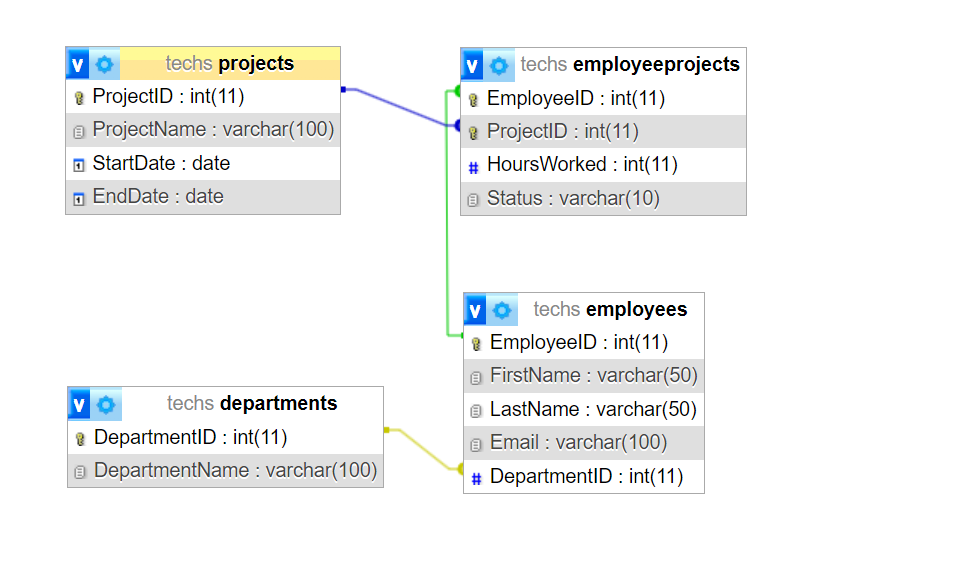 techs projects
ProjectID : int(11)
ProjectName : varchar(100)
StartDate : date
EndDate : date
techs employeeprojects
EmployeeID : int(11)
ProjectID : int(11)
HoursWorked : int(11)
Status : varchar(10)
techs departments
DepartmentID : int(11)
DepartmentName : varchar(100)
techs employees
EmployeeID : int(11)
FirstName : varchar(50)
LastName : varchar(50)
Email : varchar(100)
DepartmentID : int(11)